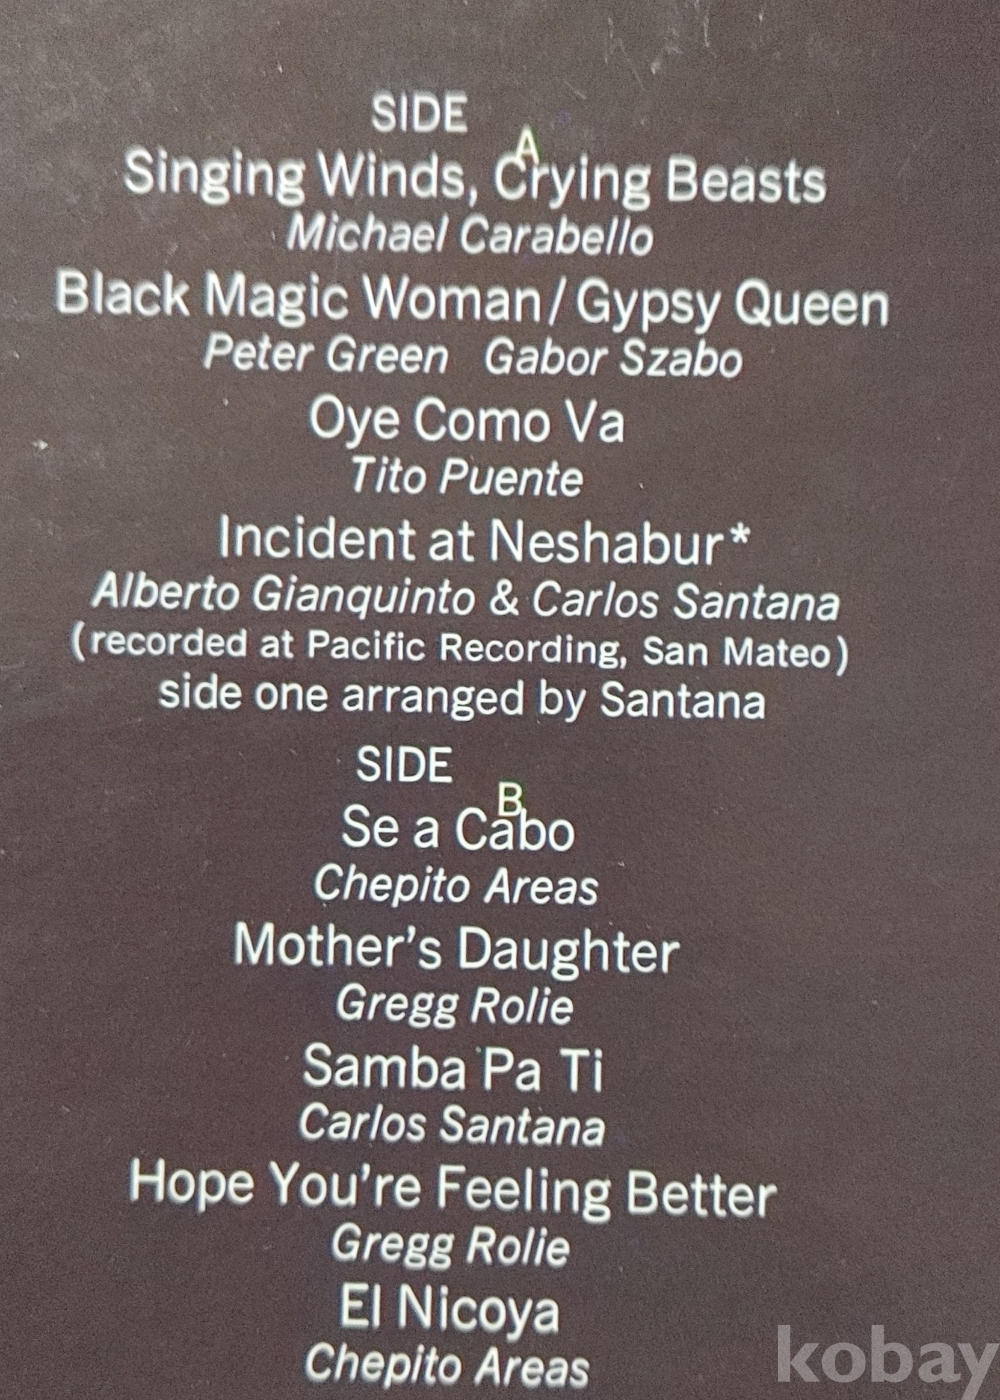 SIDE A
Singing Winds, Crying Beasts
Michael Carabello
Black Magic Woman/Gypsy Queen
Peter Green Gabor Szabo
Oye Como Va
Tito Puente
Incident at Neshabur*
Alberto Gianquinto & Carlos Santana
(recorded at Pacific Recording, San Mateo)
side one arranged by Santana
SIDE B
Se a Cabo
Chepito Areas
Mother's Daughter
Gregg Rolie
Samba Pa Ti
Carlos Santana
Hope You're Feeling Better
Gregg Rolie
El Nicoya
Chepito Areas
kobay